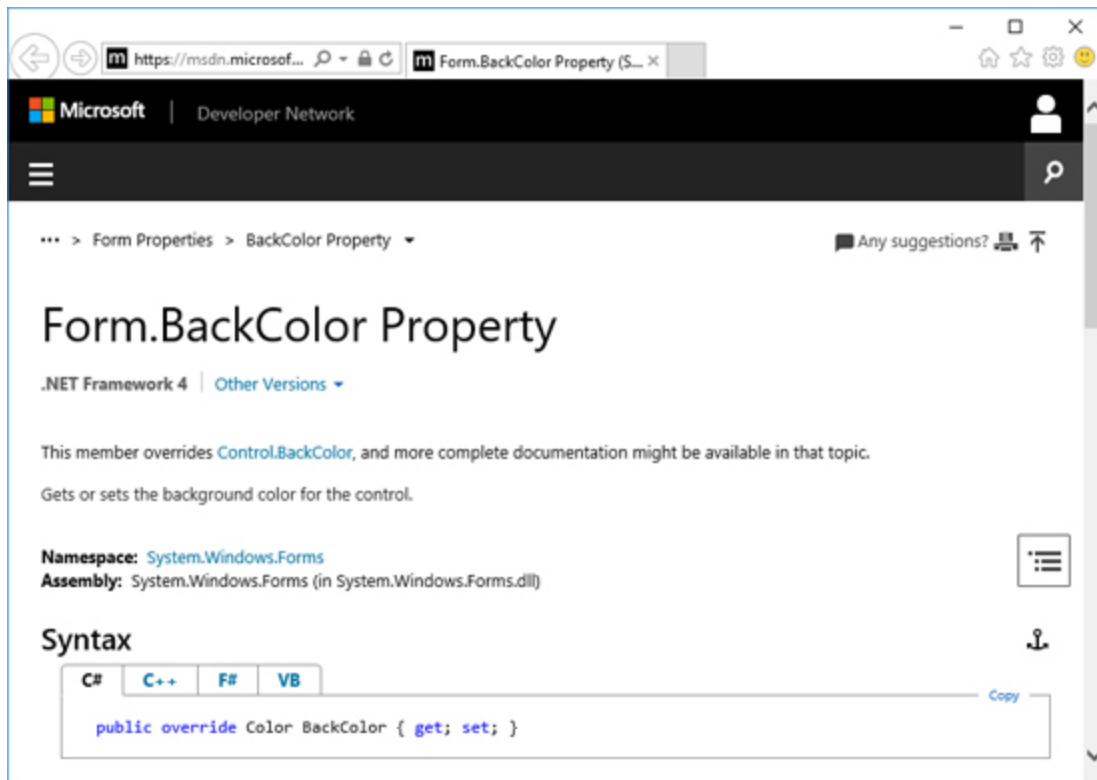 https://msdn.microsof...
Form.BackColor Property (S...
Microsoft | Developer Network
··· > Form Properties > BackColor Property
Any suggestions?
Form.BackColor Property
.NET Framework 4 | Other Versions
This member overrides Control.BackColor, and more complete documentation might be available in that topic.
Gets or sets the background color for the control.
Namespace: System.Windows.Forms
Assembly: System.Windows.Forms (in System.Windows.Forms.dll)
Syntax
C# C++ F# VB
Copy
public override Color BackColor { get; set; }